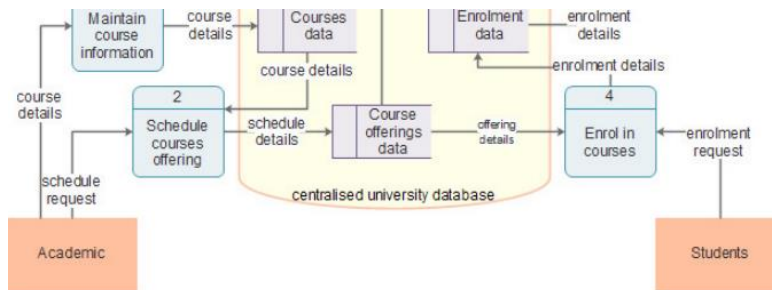 Maintain
course
information
course
details
Courses
data
Enrolment
data
enrolment
details
course details
enrolment details
course
details
2
Schedule
courses
offering
schedule
details
Course
offerings
data
offering
details
4
Enrol in
courses
enrolment
request
schedule
request
centralised university database
Academic
Students